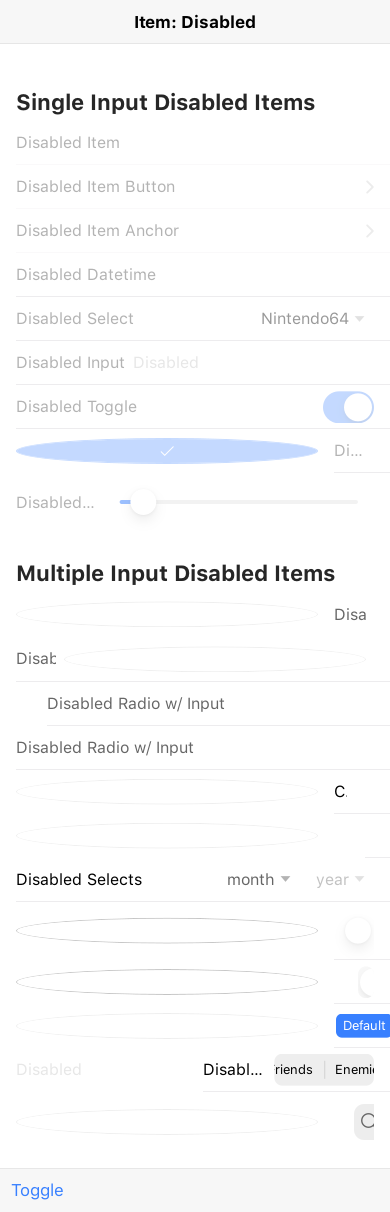 Item: Disabled
Single Input Disabled Items
Disabled Item
Disabled Item Button
Disabled Item Anchor
Disabled Datetime
Disabled Select Nintendo64
Disabled Input Disabled
Disabled Toggle
Di...
Disabled...
Multiple Input Disabled Items
Disa
Disab
Disabled Radio w/ Input
Disabled Radio w/ Input
C.
Disabled Selects month year
Default
Disabled Disabl... riends Enemie
Toggle